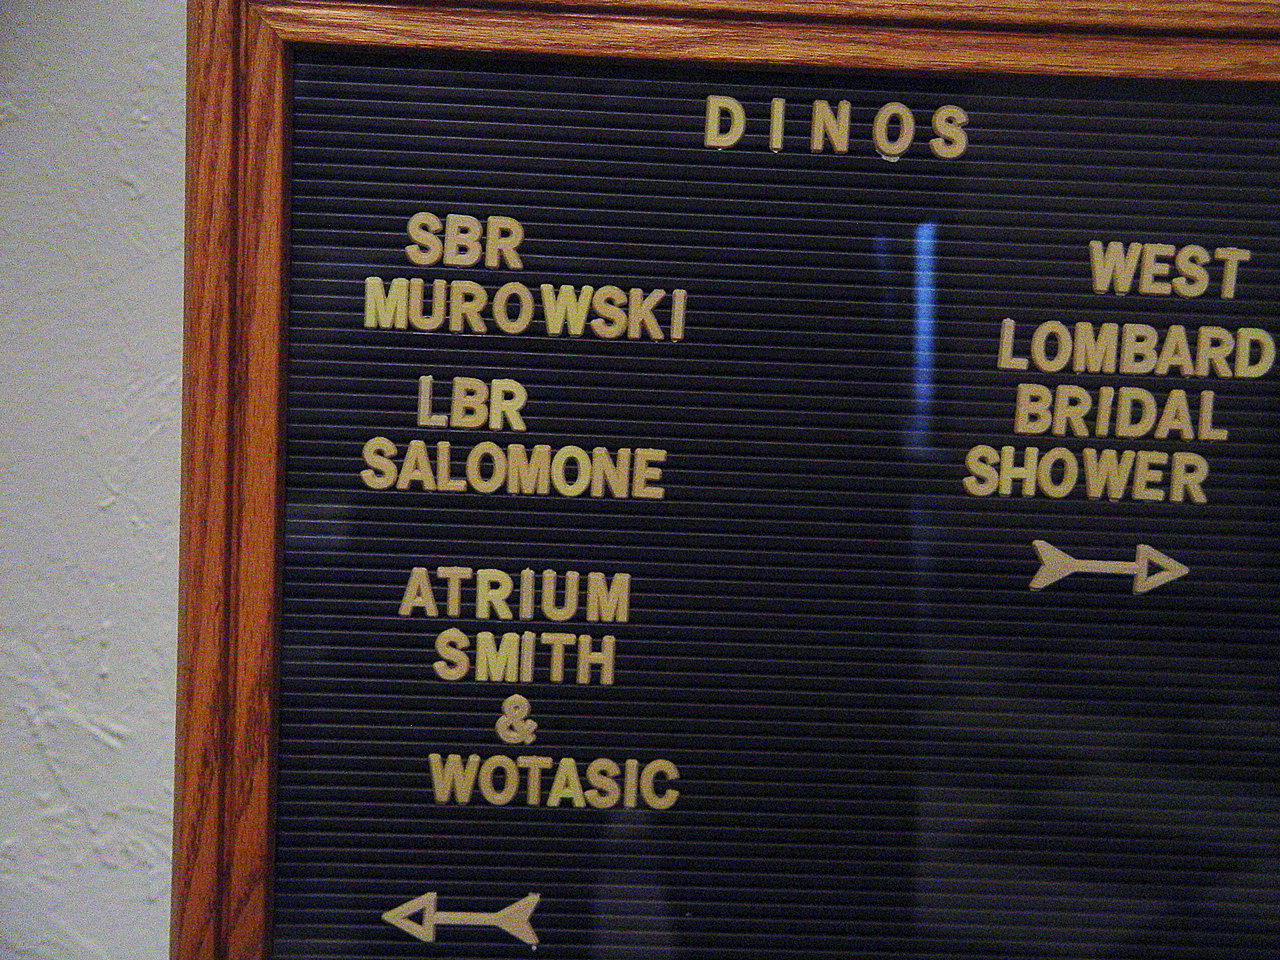 DINOS
SBR
MUROWSKI
LBR
SALOMONE
ATRIUM
SMITH
&
WOTASIC
WEST
LOMBARD
BRIDAL
SHOWER